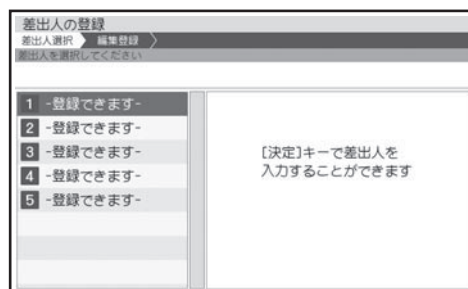 差出人の登録
差出人選択 編集登録
差出人を選択してください
1 -登録できます-
2 -登録できます-
3 -登録できます-
4 -登録できます-
5 -登録できます-
[決定]キーで差出人を
入力することができます